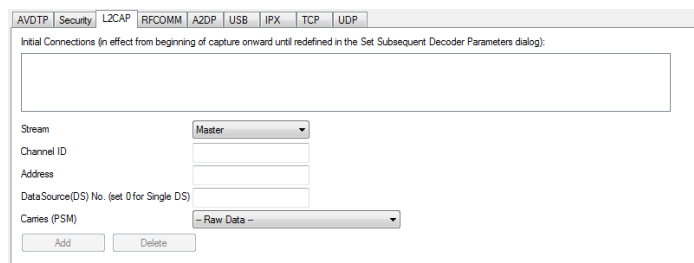 AVDTP Security L2CAP RFCOMM A2DP USB IPX TCP UDP
Initial Connections (in effect from beginning of capture onward until redefined in the Set Subsequent Decoder Parameters dialog):
Stream Master
Channel ID
Address
DataSource(DS) No. (set 0 for Single DS)
Carries (PSM) -- Raw Data --
Add Delete